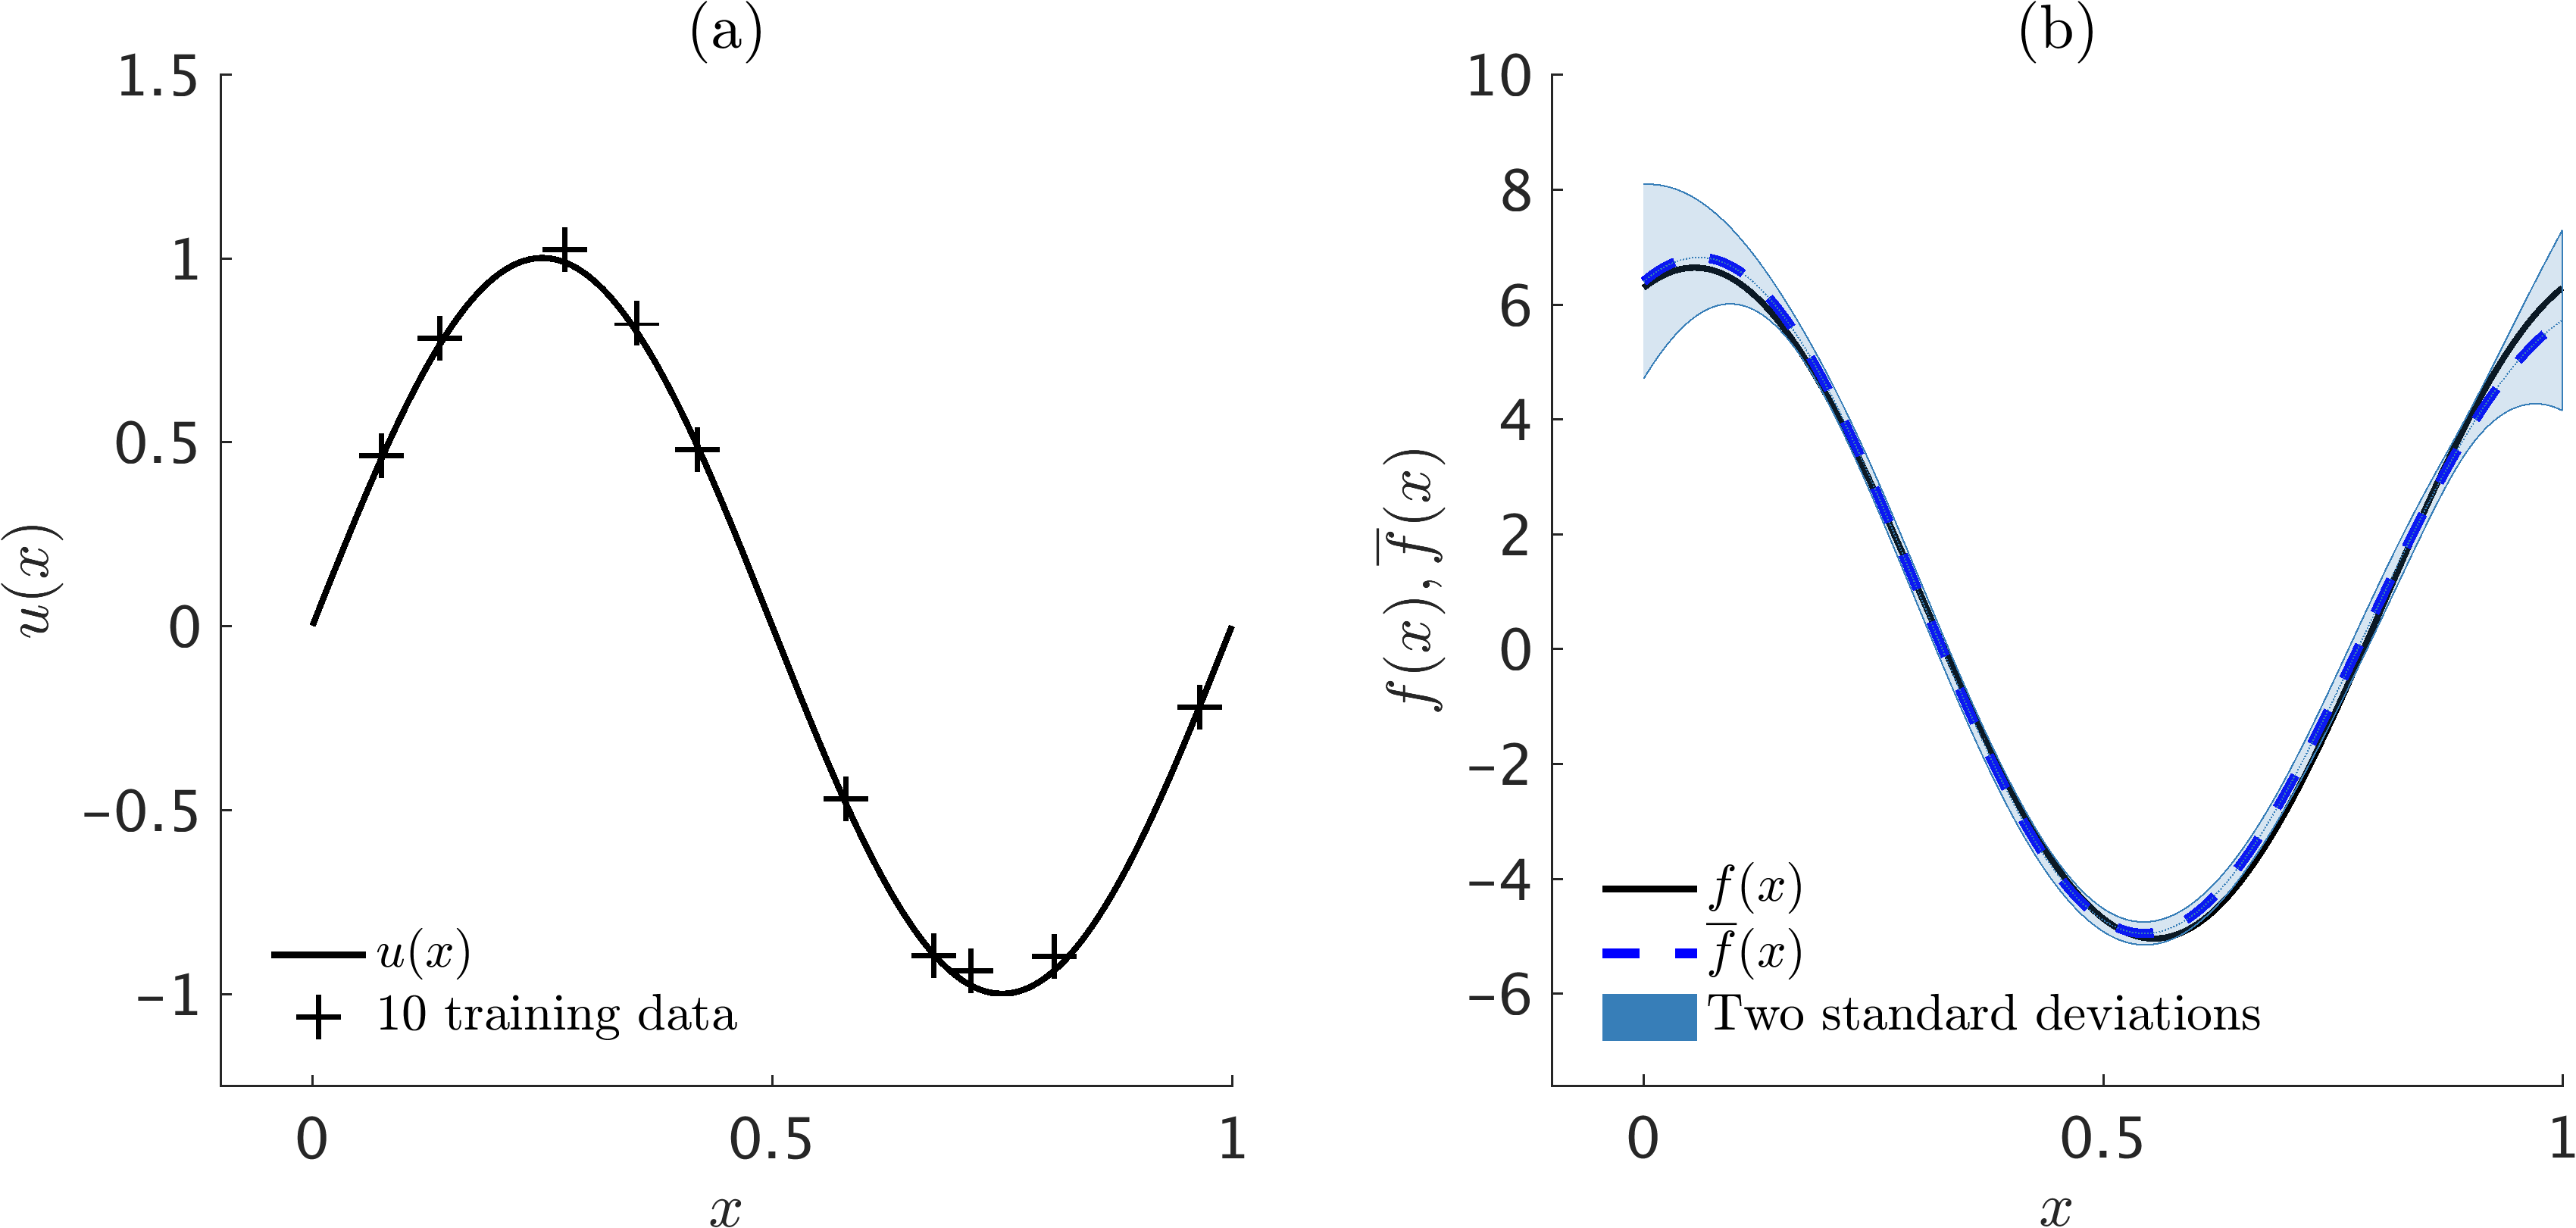 (a)
1.5
1
0.5
0
−0.5
−1
u(x)
u(x)
10 training data
0 0.5 1
x
(b)
10
8
6
4
2
0
−2
−4
−6
f(x), f̅(x)
f(x)
f̅(x)
Two standard deviations
0 0.5 1
x